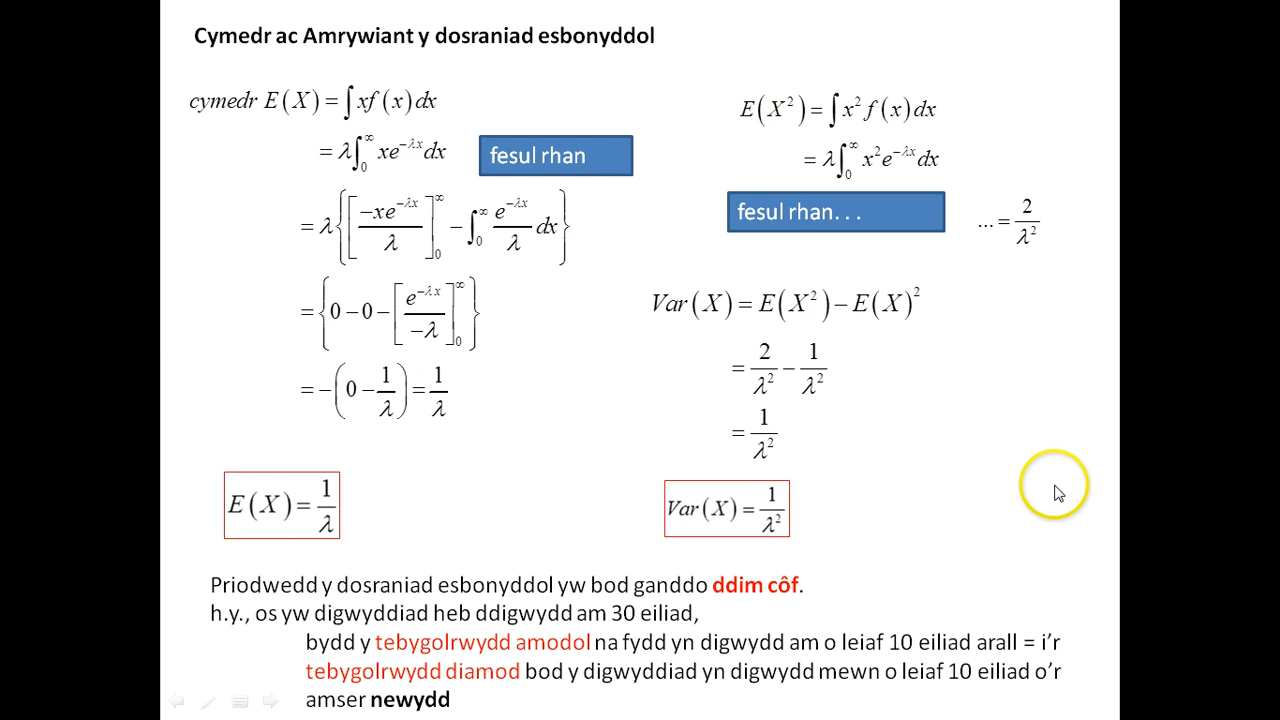 Cymedr ac Amrywiant y dosraniad esbonyddol
cymedr E(X) = ∫ xf(x)dx
= λ∫₀^∞ xe^(−λx)dx
fesul rhan
= λ{[−xe^(−λx)/λ]₀^∞ − ∫₀^∞ e^(−λx)/λ dx}
= {0 − 0 − [e^(−λx)/−λ]₀^∞}
= −(0 − 1/λ) = 1/λ
E(X) = 1/λ
E(X²) = ∫ x² f(x)dx
= λ∫₀^∞ x²e^(−λx)dx
fesul rhan. . .
... = 2/λ²
Var(X) = E(X²) − E(X)²
= 2/λ² − 1/λ²
= 1/λ²
Var(X) = 1/λ²
Priodwedd y dosraniad esbonyddol yw bod ganddo ddim côf.
h.y., os yw digwyddiad heb ddigwydd am 30 eiliad,
bydd y tebygolrwydd amodol na fydd yn digwydd am o leiaf 10 eiliad arall = i’r
tebygolrwydd diamod bod y digwyddiad yn digwydd mewn o leiaf 10 eiliad o’r
amser newydd